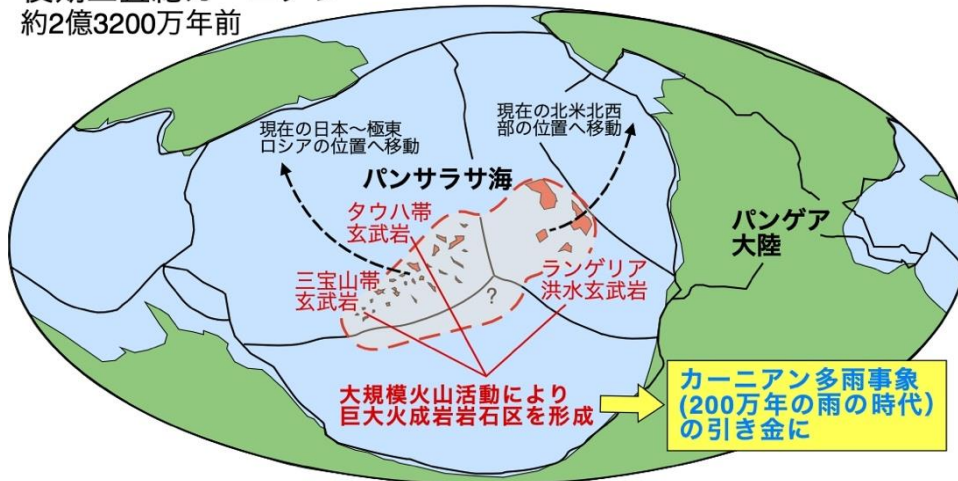 約2億3200万年前
現在の日本〜極東
ロシアの位置へ移動
現在の北米北西
部の位置へ移動
パンサラサ海
タウハ帯
玄武岩
三宝山帯
玄武岩
ランゲリア
洪水玄武岩
?
パンゲア
大陸
大規模火山活動により
巨大火成岩岩石区を形成
カーニアン多雨事象
(200万年の雨の時代)
の引き金に